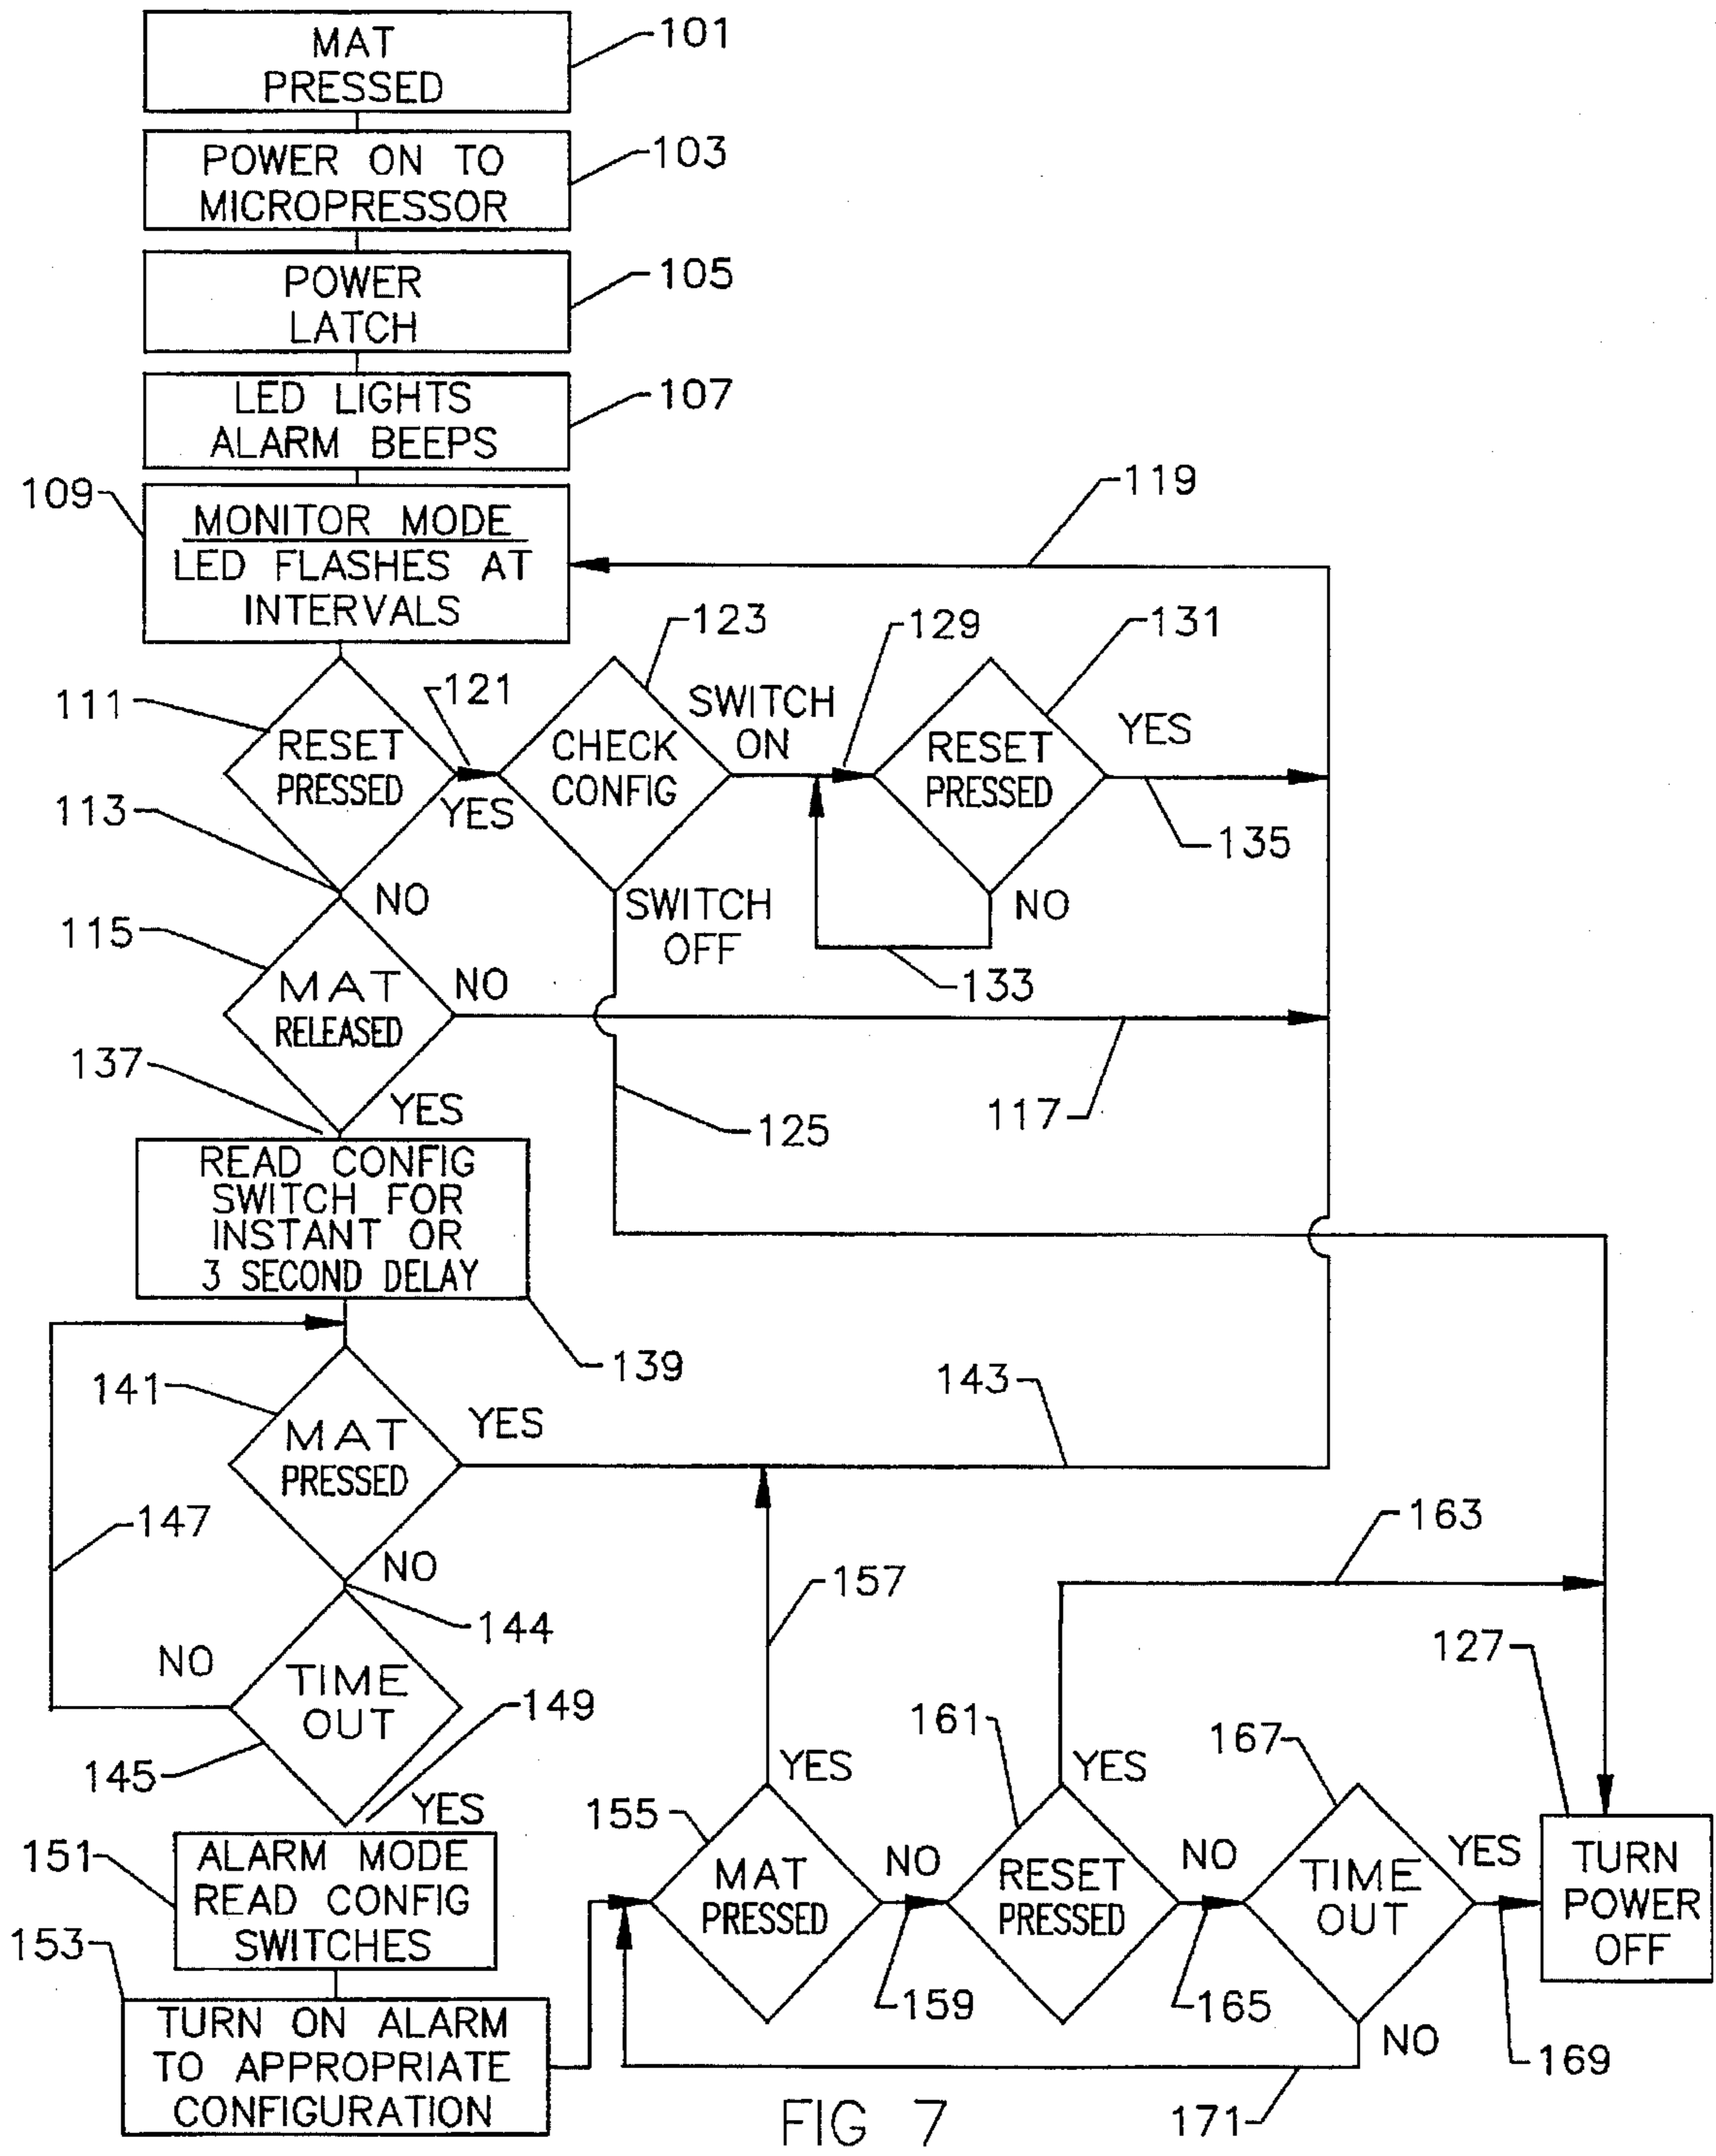 MAT
PRESSED
101
POWER ON TO
MICROPRESSOR
103
POWER
LATCH
105
LED LIGHTS
ALARM BEEPS
107
109
MONITOR MODE
LED FLASHES AT
INTERVALS
119
111
RESET
PRESSED
121
YES
113
NO
123
CHECK
CONFIG
SWITCH
ON
SWITCH
OFF
129
131
RESET
PRESSED
YES
135
NO
133
115
MAT
RELEASED
NO
117
125
137
YES
READ CONFIG
SWITCH FOR
INSTANT OR
3 SECOND DELAY
139
141
MAT
PRESSED
YES
143
147
NO
144
NO
TIME
OUT
145
149
YES
151
ALARM MODE
READ CONFIG
SWITCHES
153
TURN ON ALARM
TO APPROPRIATE
CONFIGURATION
157
163
155
MAT
PRESSED
YES
NO
159
161
RESET
PRESSED
YES
NO
165
167
TIME
OUT
YES
169
NO
171
127
TURN
POWER
OFF
FIG 7